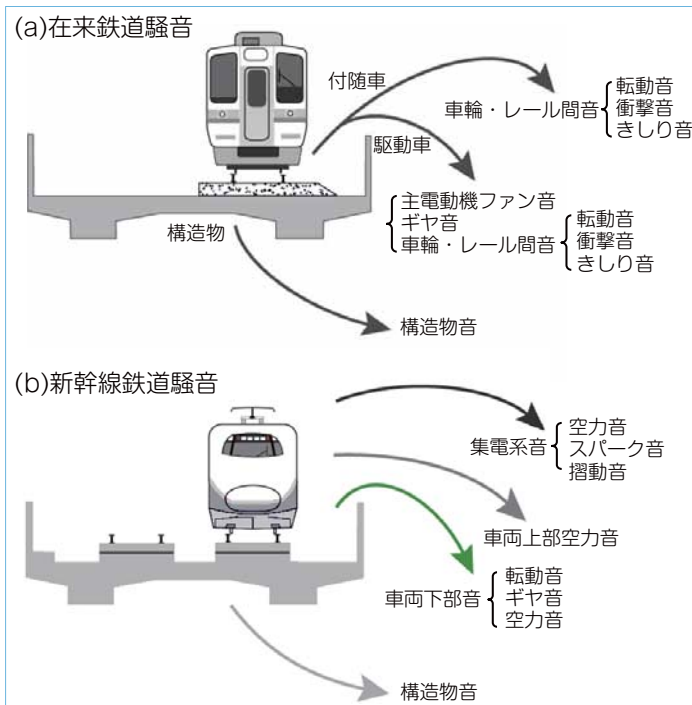 (a)在来鉄道騒音
付随車
車輪・レール間音
転動音
衝撃音
きしり音
駆動車
主電動機ファン音
ギヤ音
車輪・レール間音
転動音
衝撃音
きしり音
構造物
構造物音
(b)新幹線鉄道騒音
集電系音
空力音
スパーク音
摺動音
車両上部空力音
車両下部音
転動音
ギヤ音
空力音
構造物音